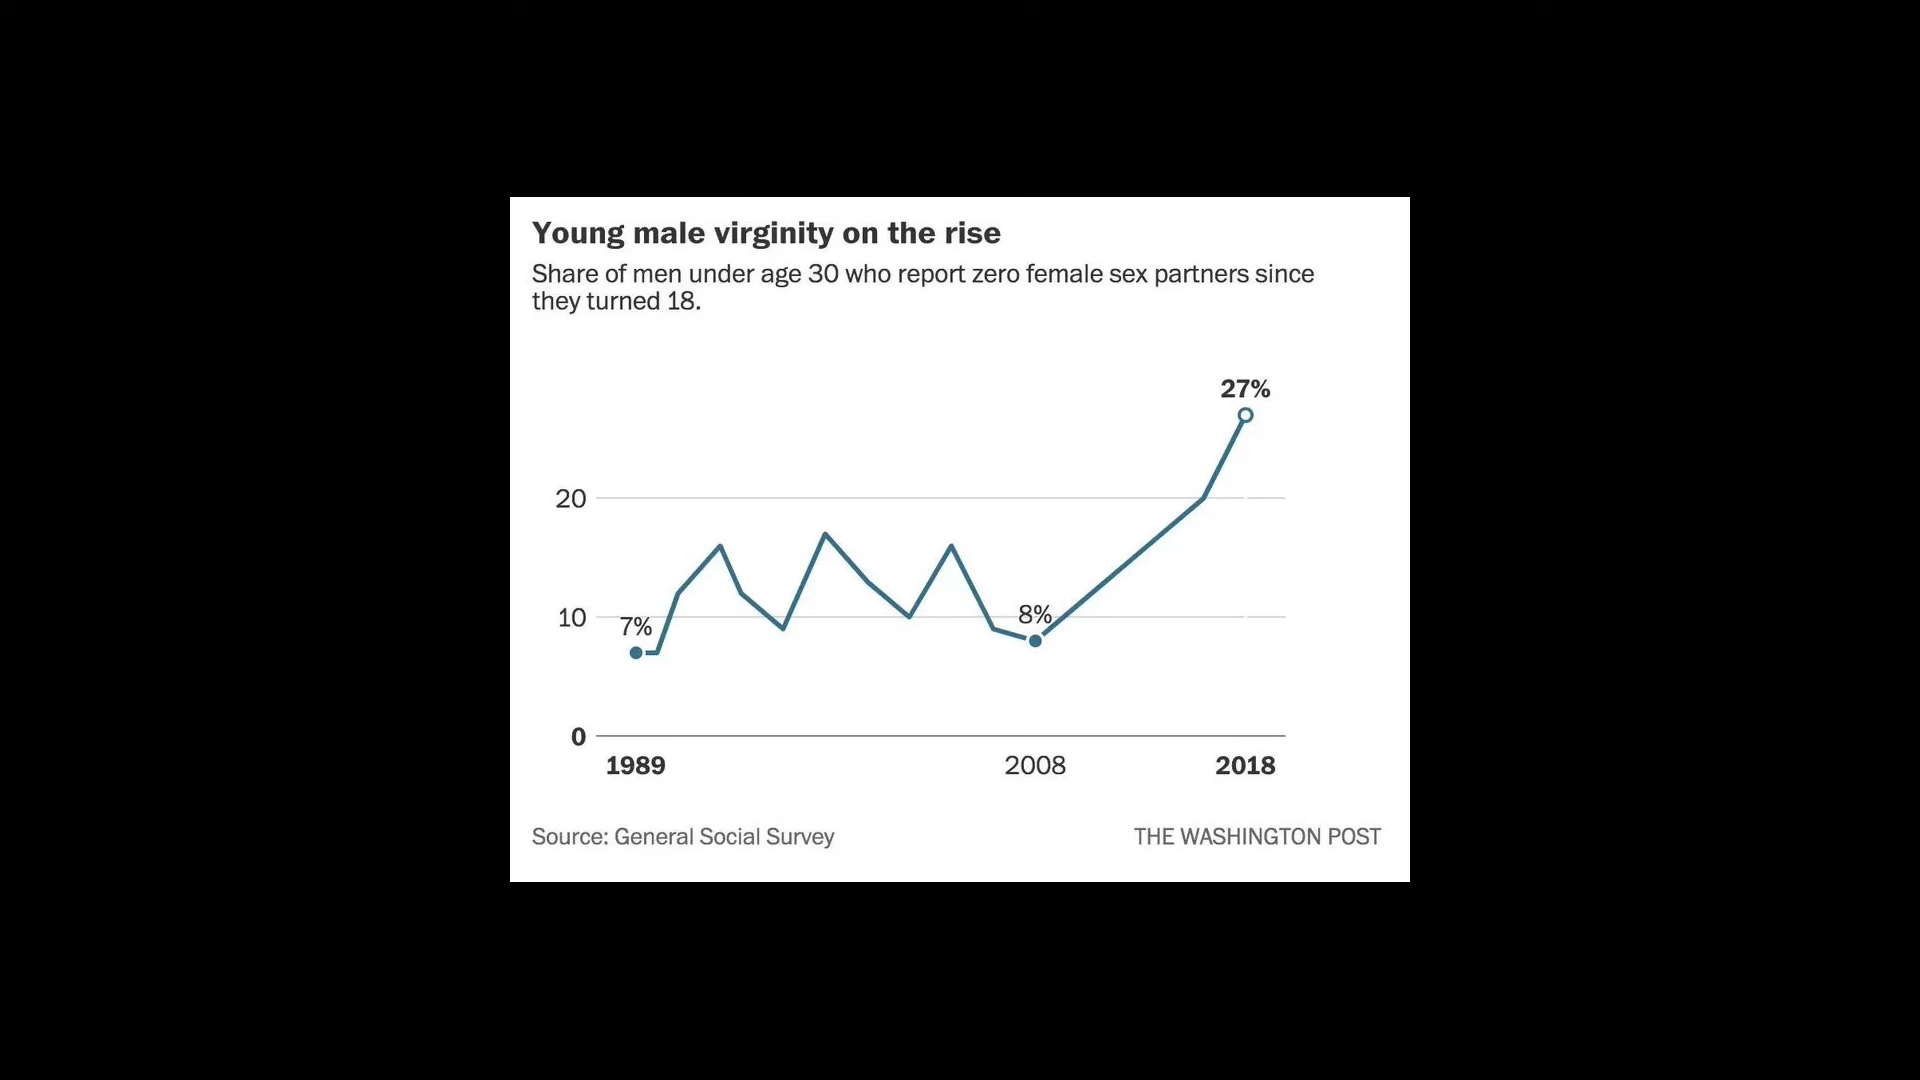 Young male virginity on the rise
Share of men under age 30 who report zero female sex partners since
they turned 18.
27%
20
8%
10
7%
0
1989
2008
2018
Source: General Social Survey
THE WASHINGTON POST